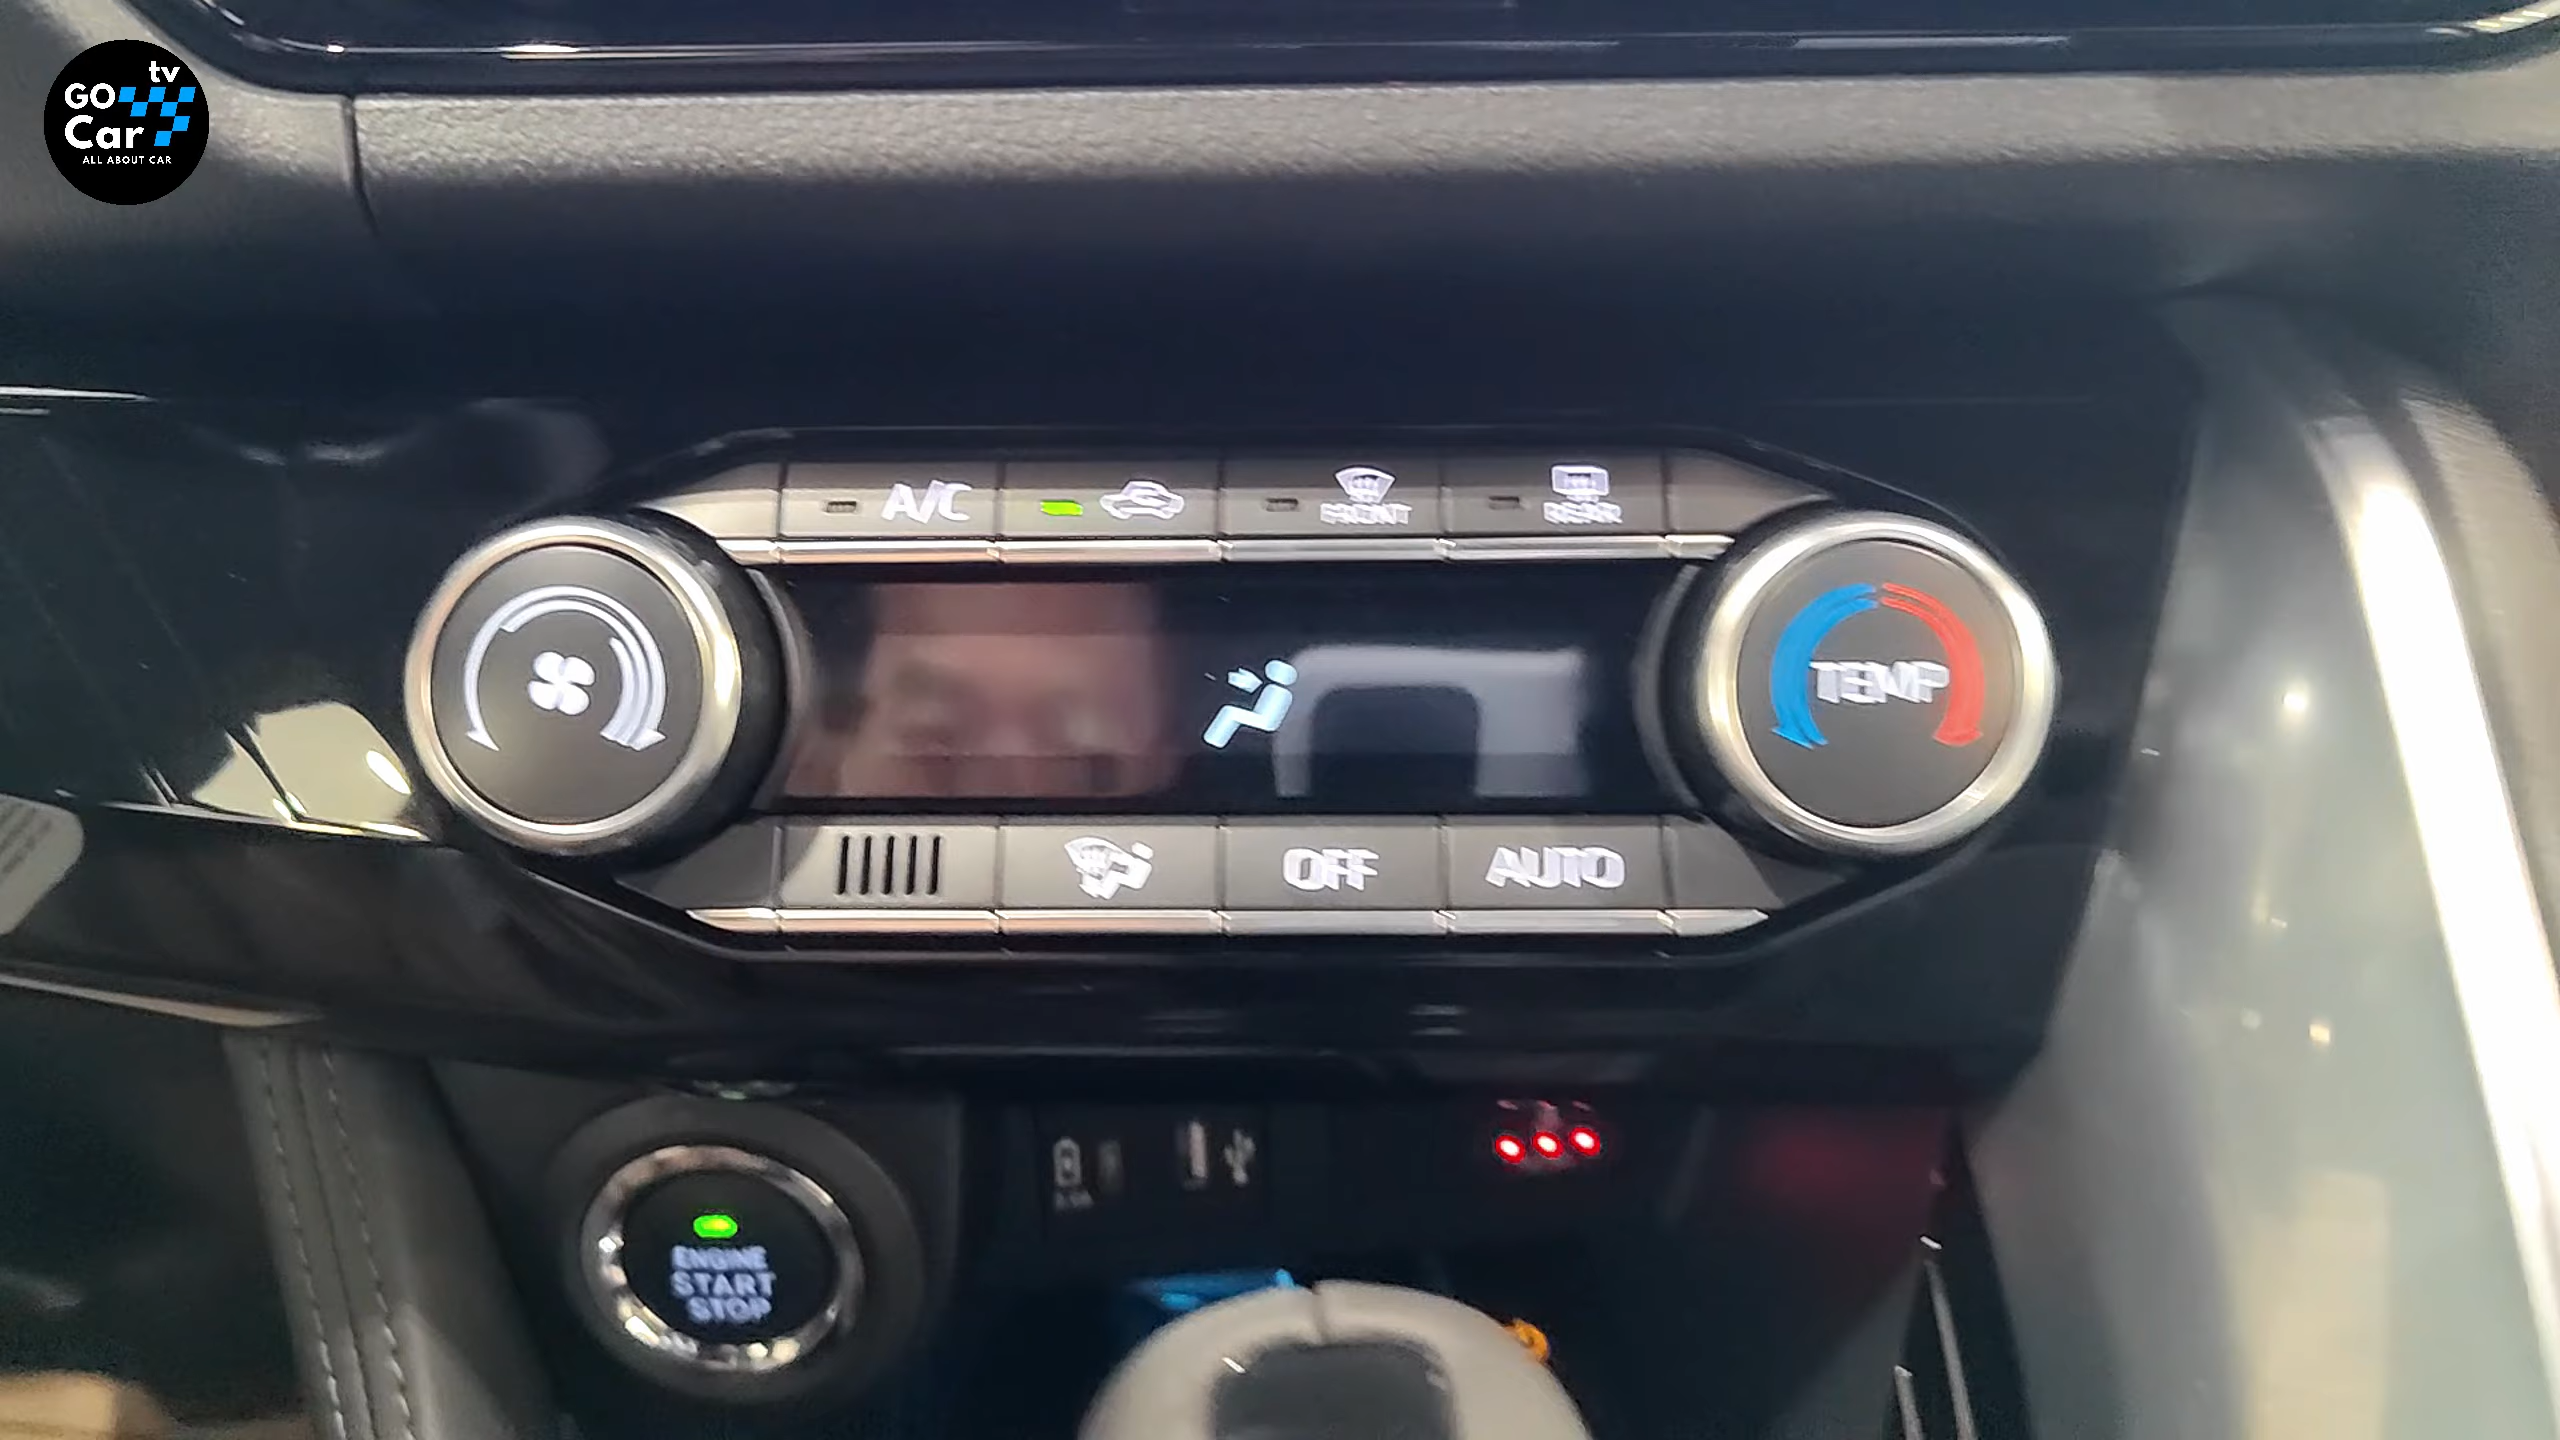 tv
GO
Car
ALL ABOUT CAR
A/C
FRONT
REAR
TEMP
OFF
AUTO
ENGINE
START
STOP